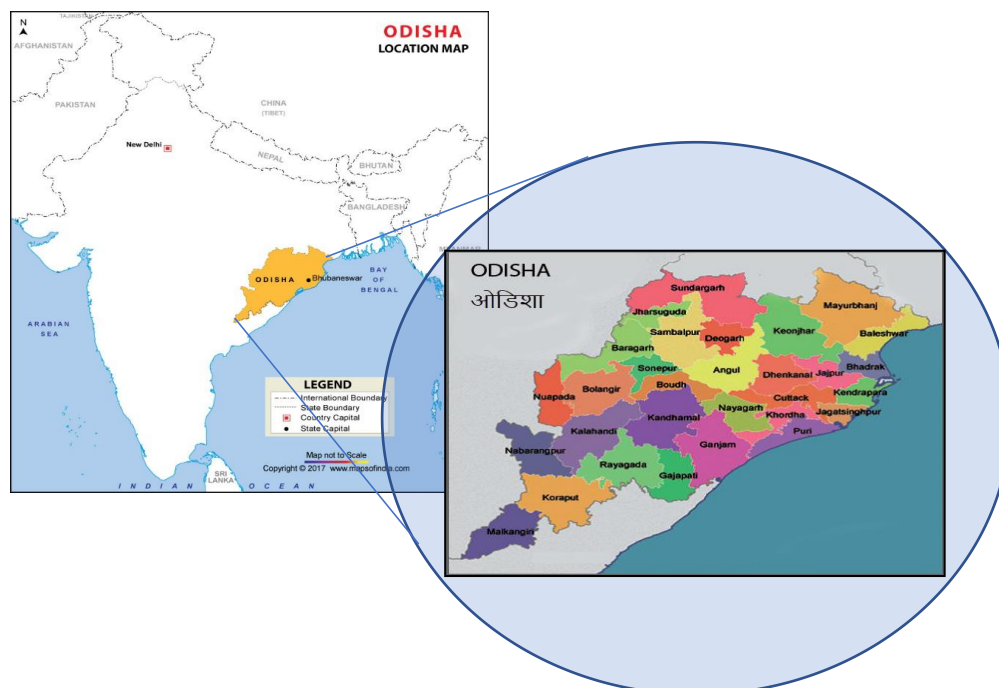 N
TAJIKISTAN
ODISHA
LOCATION MAP
AFGHANISTAN
PAKISTAN
CHINA
(TIBET)
New Delhi
NEPAL
BHUTAN
BANGLADESH
MYANMAR
ODISHA
Bhubaneswar
BAY
OF
BENGAL
ARABIAN
SEA
LEGEND
International Boundary
State Boundary
Country Capital
State Capital
Map not to Scale
Copyright © 2017 www.mapsofindia.com
SRI
LANKA
INDIAN OCEAN
ODISHA
ओडिशा
Sundargarh
Mayurbhanj
Jharsuguda
Sambalpur
Keonjhar
Baleshwar
Deogarh
Baragarh
Bhadrak
Sonepur
Angul
Dhenkanal
Jajpur
Bolangir
Boudh
Kendrapara
Nuapada
Cuttack
Nayagarh
Jagatsinghpur
Kandhamal
Khordha
Kalahandi
Puri
Ganjam
Nabarangpur
Rayagada
Gajapati
Koraput
Malkangiri